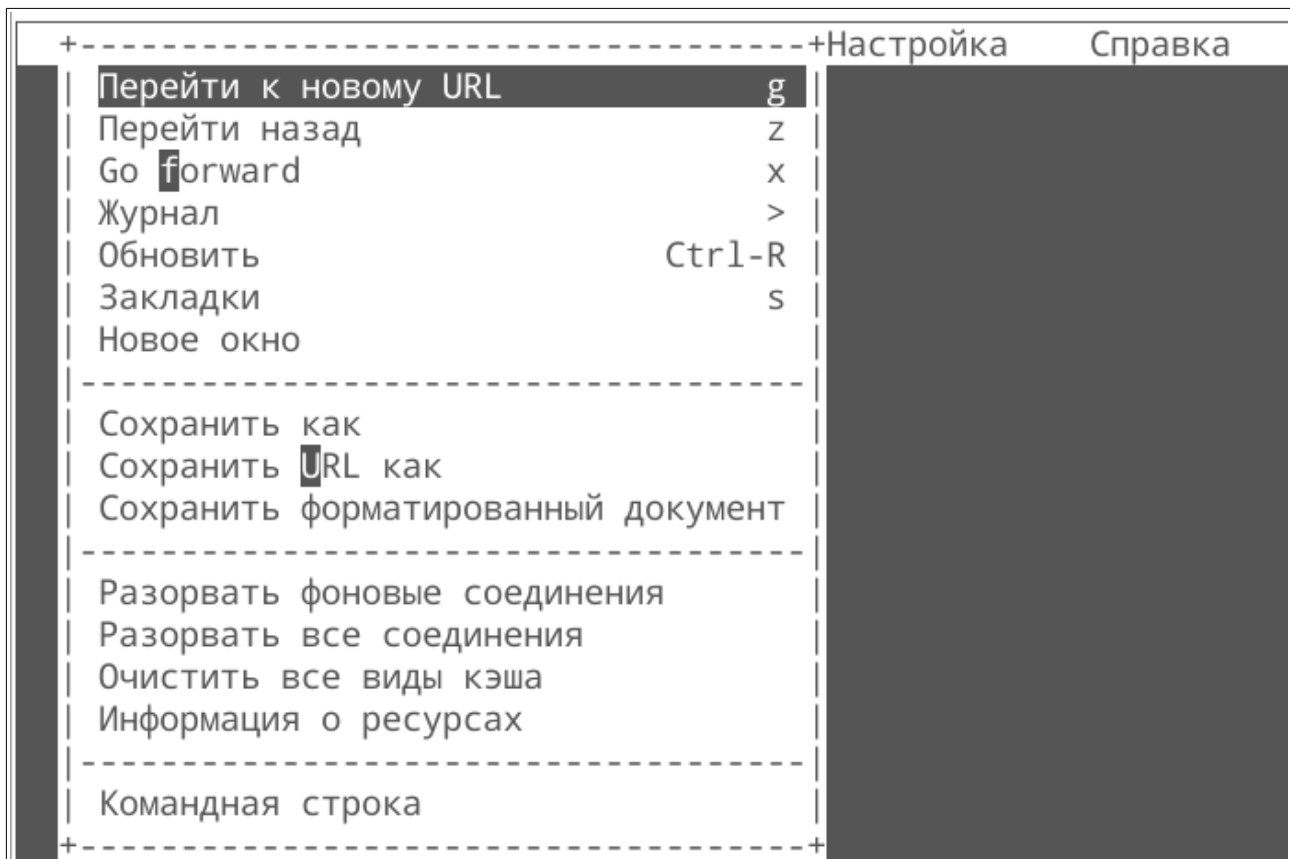 Настройка Справка
Перейти к новому URL g
Перейти назад z
Go forward x
Журнал >
Обновить Ctrl-R
Закладки s
Новое окно
Сохранить как
Сохранить URL как
Сохранить форматированный документ
Разорвать фоновые соединения
Разорвать все соединения
Очистить все виды кэша
Информация о ресурсах
Командная строка